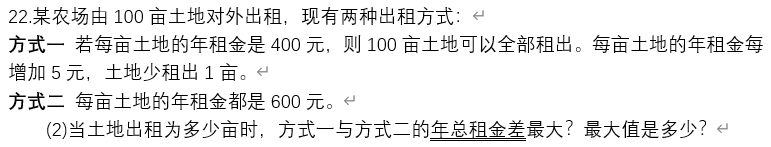 22.某农场由 100 亩土地对外出租，现有两种出租方式：
方式一 若每亩土地的年租金是 400 元，则 100 亩土地可以全部租出。每亩土地的年租金每
增加 5 元，土地少租出 1 亩。
方式二 每亩土地的年租金都是 600 元。
(2)当土地出租为多少亩时，方式一与方式二的年总租金差最大？最大值是多少？